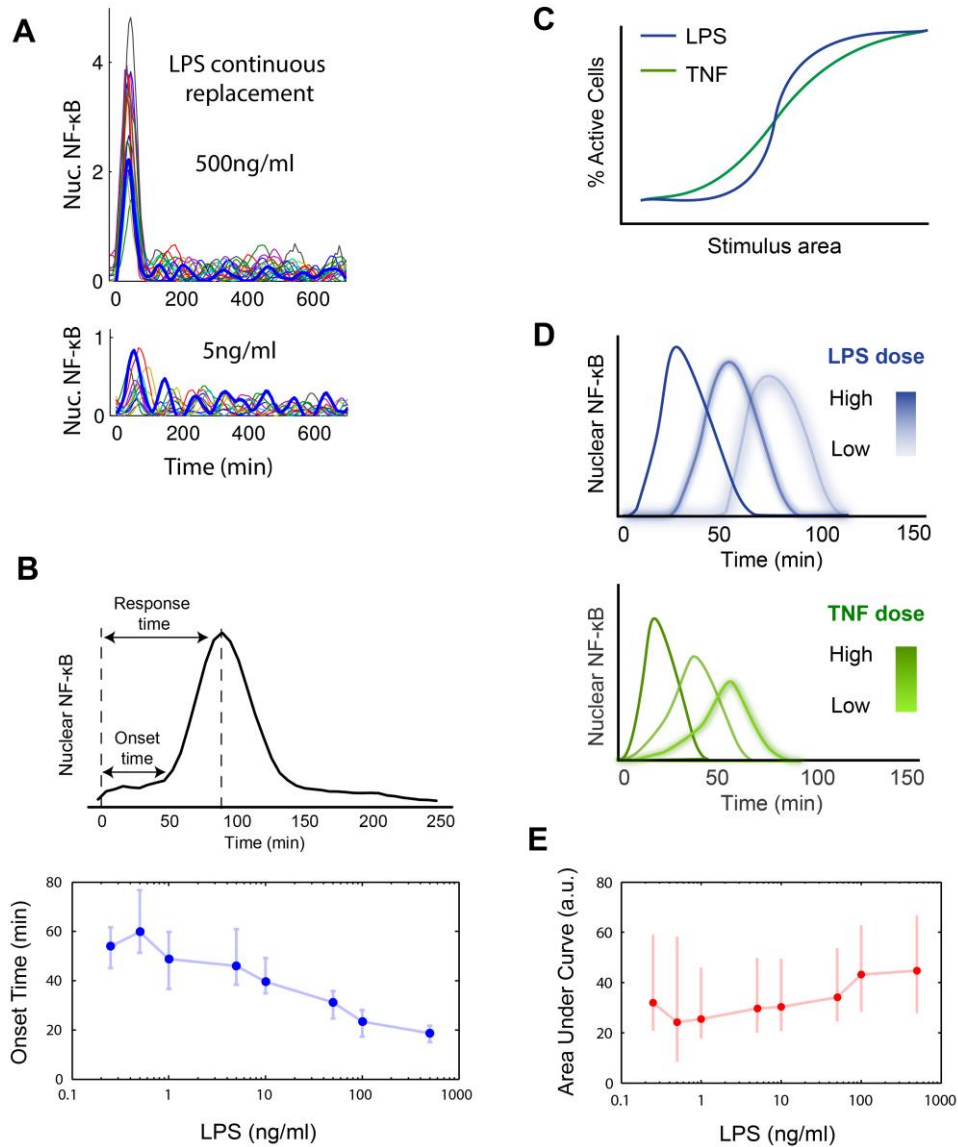 A
LPS continuous
replacement
500ng/ml
Nuc. NF-κB
4
2
0
0 200 400 600
5ng/ml
Nuc. NF-κB
1
0
0 200 400 600
Time (min)
B
Response
time
Onset
time
Nuclear NF-κB
0 50 100 150 200 250
Time (min)
Onset Time (min)
80
60
40
20
0
0.1 1 10 100 1000
LPS (ng/ml)
C
LPS
TNF
% Active Cells
Stimulus area
D
LPS dose
High
Low
Nuclear NF-κB
0 50 100 150
Time (min)
TNF dose
High
Low
Nuclear NF-κB
0 50 100 150
Time (min)
E
Area Under Curve (a.u.)
80
60
40
20
0
0.1 1 10 100 1000
LPS (ng/ml)